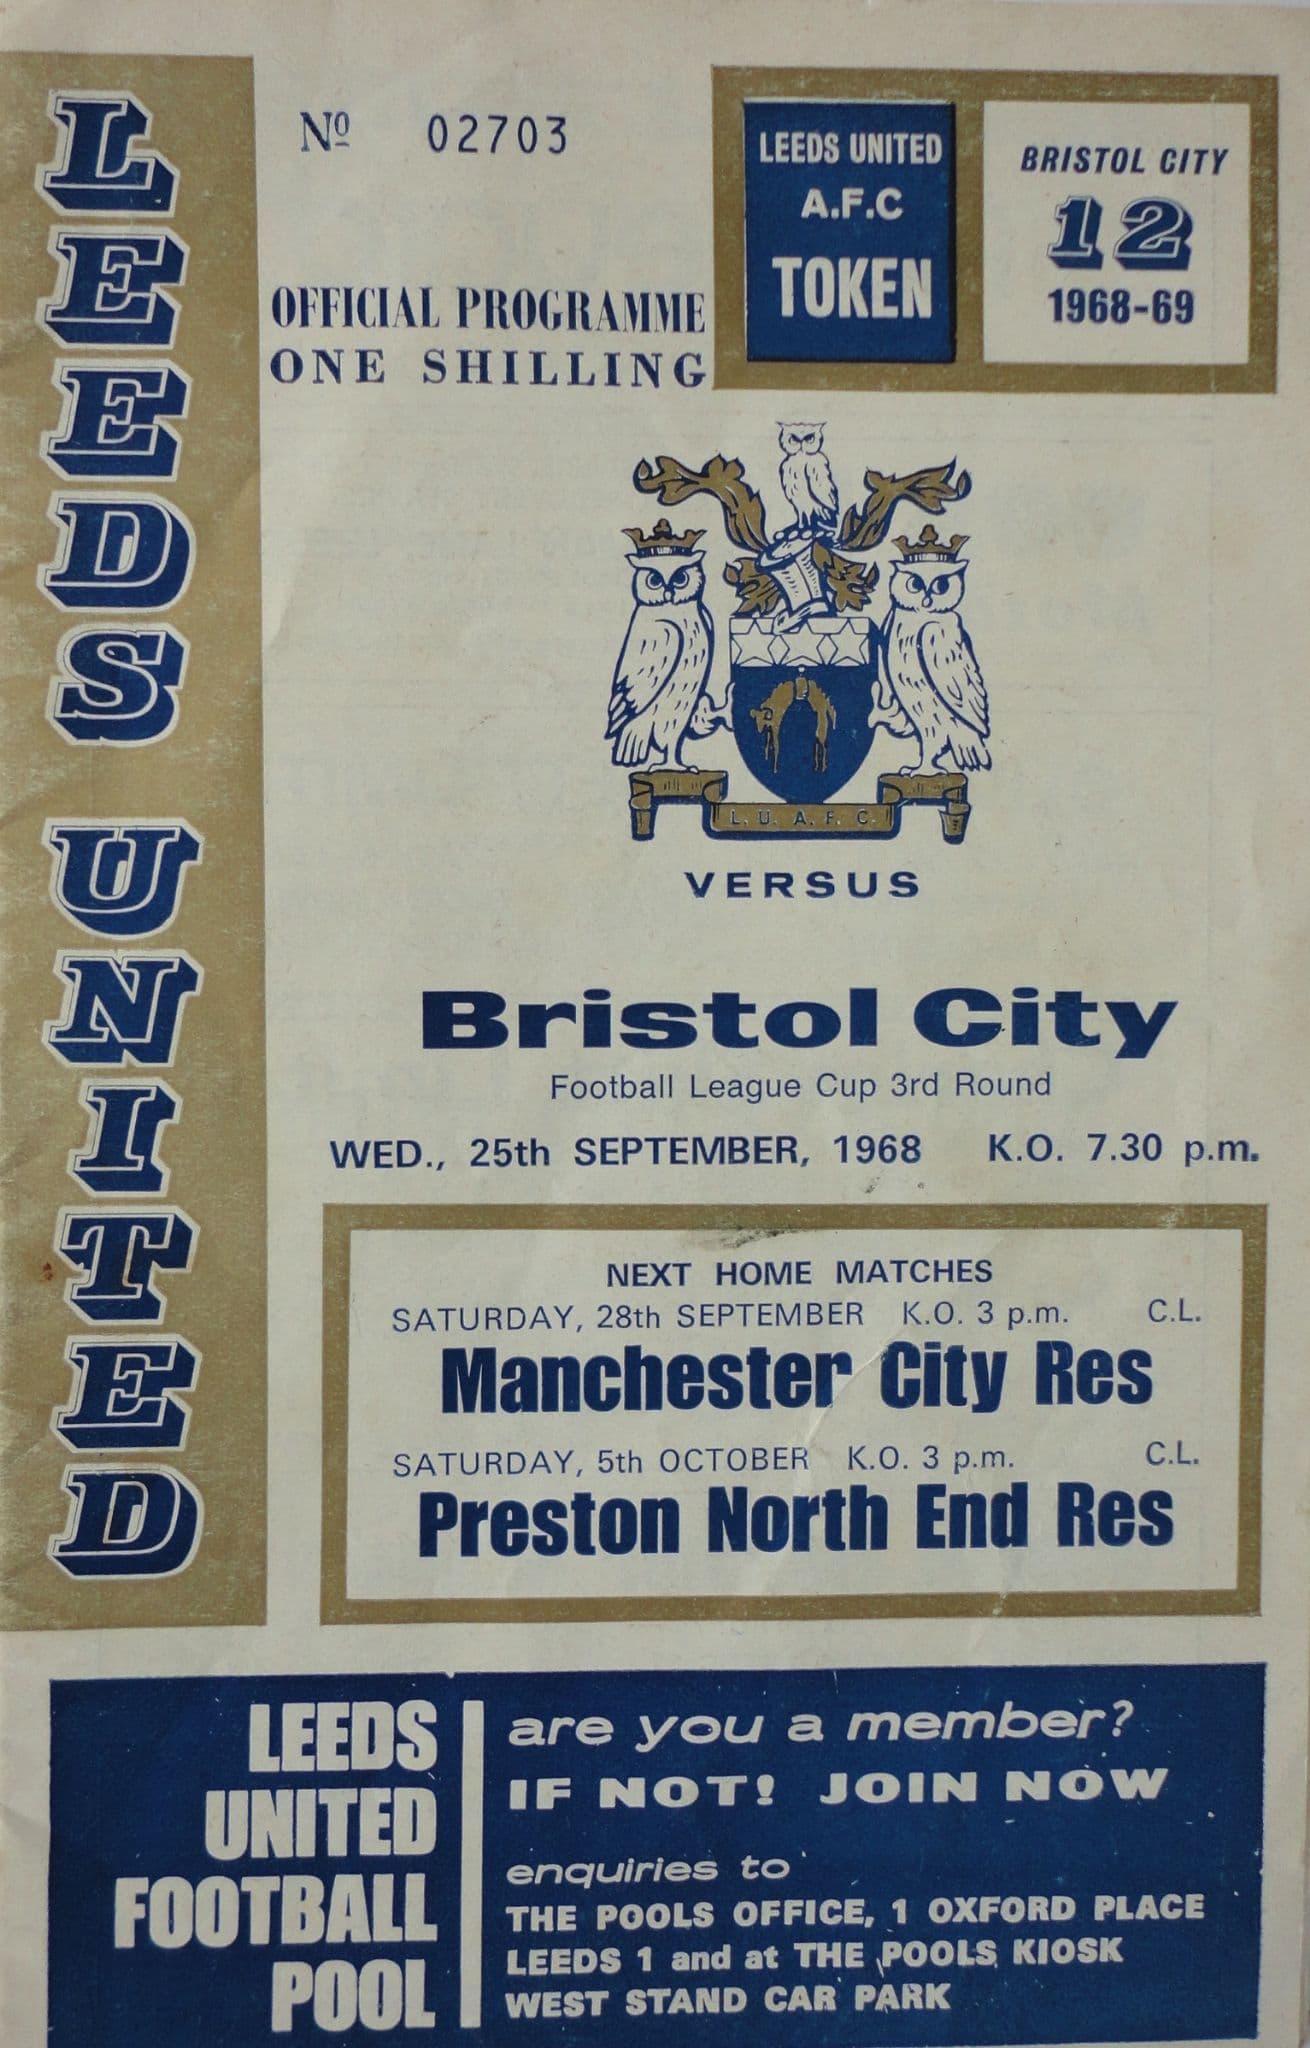 LEEDS UNITED
Nº 02703
OFFICIAL PROGRAMME
ONE SHILLING
LEEDS UNITED
A.F.C
TOKEN
BRISTOL CITY
12
1968-69
L. U. A. F. C.
VERSUS
Bristol City
Football League Cup 3rd Round
WED., 25th SEPTEMBER, 1968 K.O. 7.30 p.m.
NEXT HOME MATCHES
SATURDAY, 28th SEPTEMBER K.O. 3 p.m. C.L.
Manchester City Res
SATURDAY, 5th OCTOBER K.O. 3 p.m. C.L.
Preston North End Res
LEEDS
UNITED
FOOTBALL
POOL
are you a member?
IF NOT! JOIN NOW
enquiries to
THE POOLS OFFICE, 1 OXFORD PLACE
LEEDS 1 and at THE POOLS KIOSK
WEST STAND CAR PARK